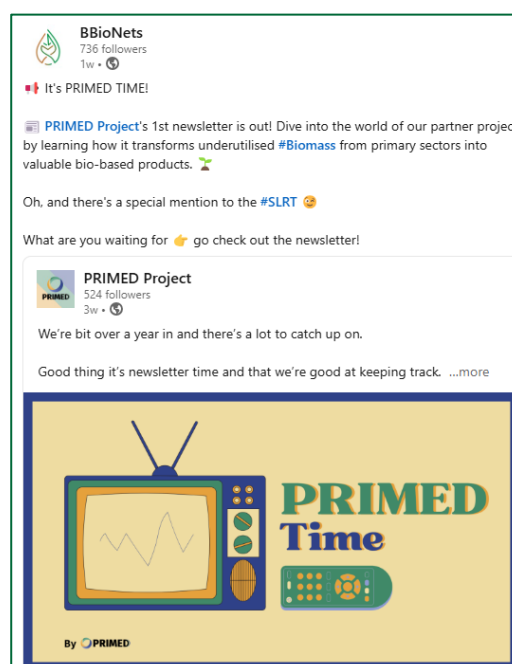 BBioNets
736 followers
1w •
It's PRIMED TIME!
PRIMED Project's 1st newsletter is out! Dive into the world of our partner projec
by learning how it transforms underutilised #Biomass from primary sectors into
valuable bio-based products.
Oh, and there's a special mention to the #SLRT
What are you waiting for 👉 go check out the newsletter!
PRIMED
PRIMED Project
524 followers
3w •
We're bit over a year in and there's a lot to catch up on.
Good thing it's newsletter time and that we're good at keeping track. ...more
PRIMED
Time
By PRIMED